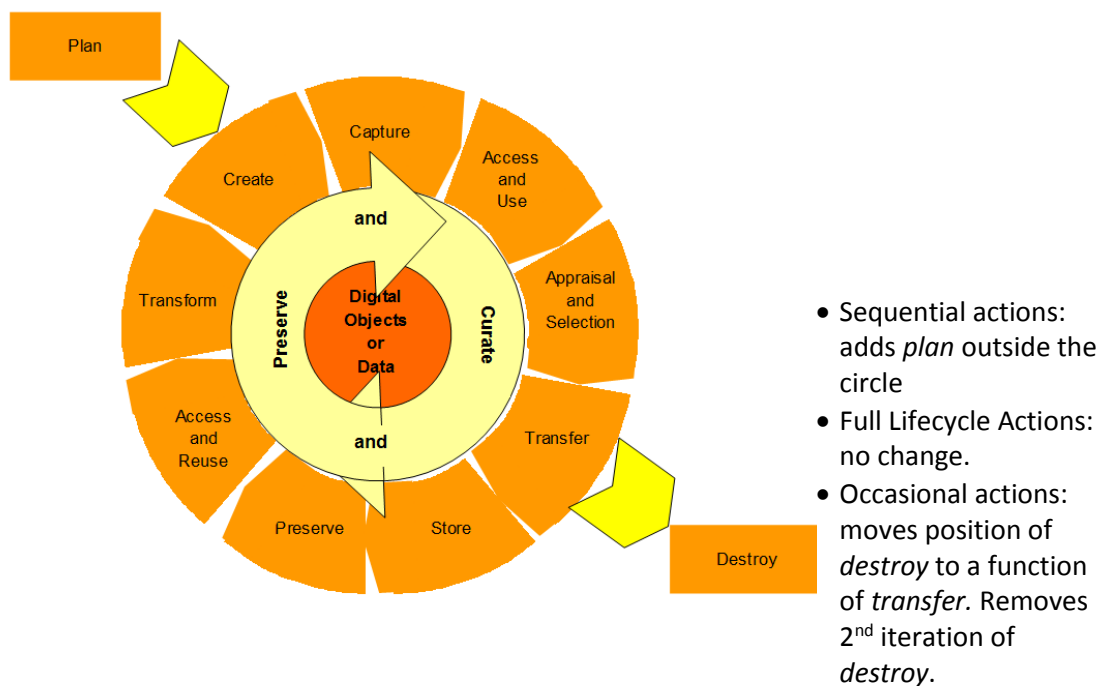 Plan
Capture
Create
Access
and
Use
and
Transform
Preserve
Digital
Objects
or
Data
Curate
Appraisal
and
Selection
Access
and
Reuse
and
Transfer
Preserve
Store
Destroy
• Sequential actions:
adds plan outside the
circle
• Full Lifecycle Actions:
no change.
• Occasional actions:
moves position of
destroy to a function
of transfer. Removes
2nd iteration of
destroy.